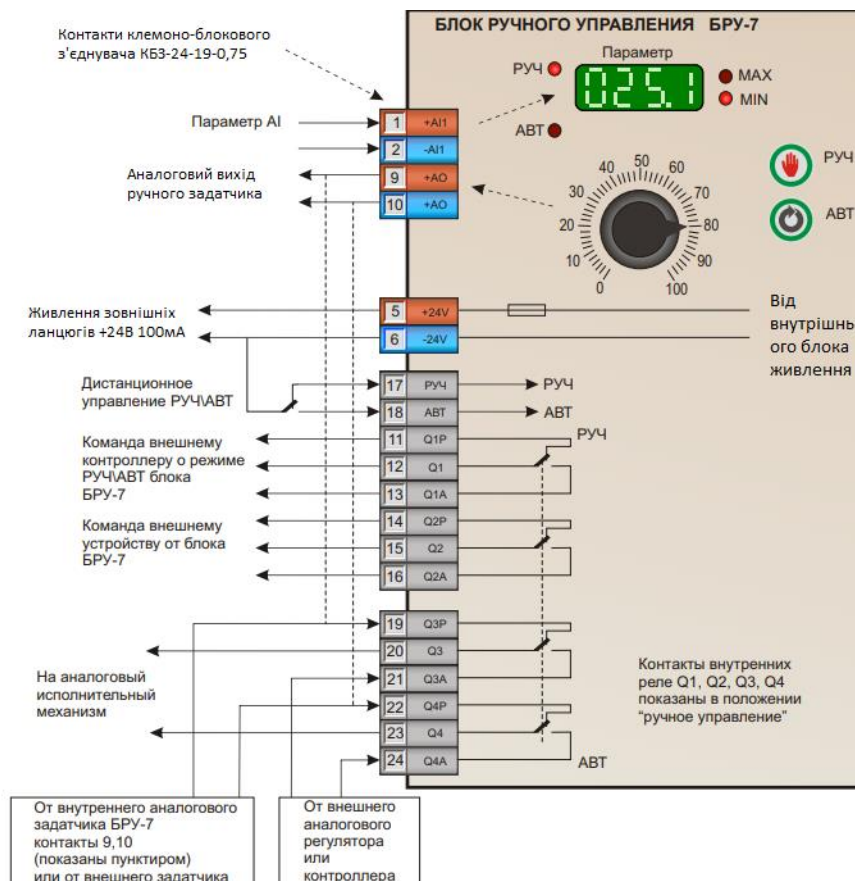 БЛОК РУЧНОГО УПРАВЛЕНИЯ БРУ-7
Контакти клемоно-блокового
з'єднувача КБЗ-24-19-0,75
Параметр
РУЧ
025.1
MAX
MIN
АВТ
Параметр AI
1 +AI1
2 -AI1
Аналоговий вихід
ручного задатчика
9 +AO
10 +AO
0 10 20 30 40 50 60 70 80 90 100
РУЧ
АВТ
Живлення зовнішніх
ланцюгів +24В 100мА
5 +24V
6 -24V
Від
внутрішнь
ого блока
живлення
Дистанционное
управление РУЧ\АВТ
17 РУЧ
РУЧ
18 АВТ
АВТ
Команда внешнему
контроллеру о режиме
РУЧ\АВТ блока
БРУ-7
11 Q1P
РУЧ
12 Q1
13 Q1A
Команда внешнему
устройству от блока
БРУ-7
14 Q2P
15 Q2
16 Q2A
19 Q3P
20 Q3
21 Q3A
На аналоговый
исполнительный
механизм
22 Q4P
23 Q4
24 Q4A
АВТ
Контакты внутренних
реле Q1, Q2, Q3, Q4
показаны в положении
“ручное управление”
От внутреннего аналогового
задатчика БРУ-7
контакты 9,10
(показаны пунктиром)
или от внешнего задатчика
От внешнего
аналогового
регулятора
или
контроллера